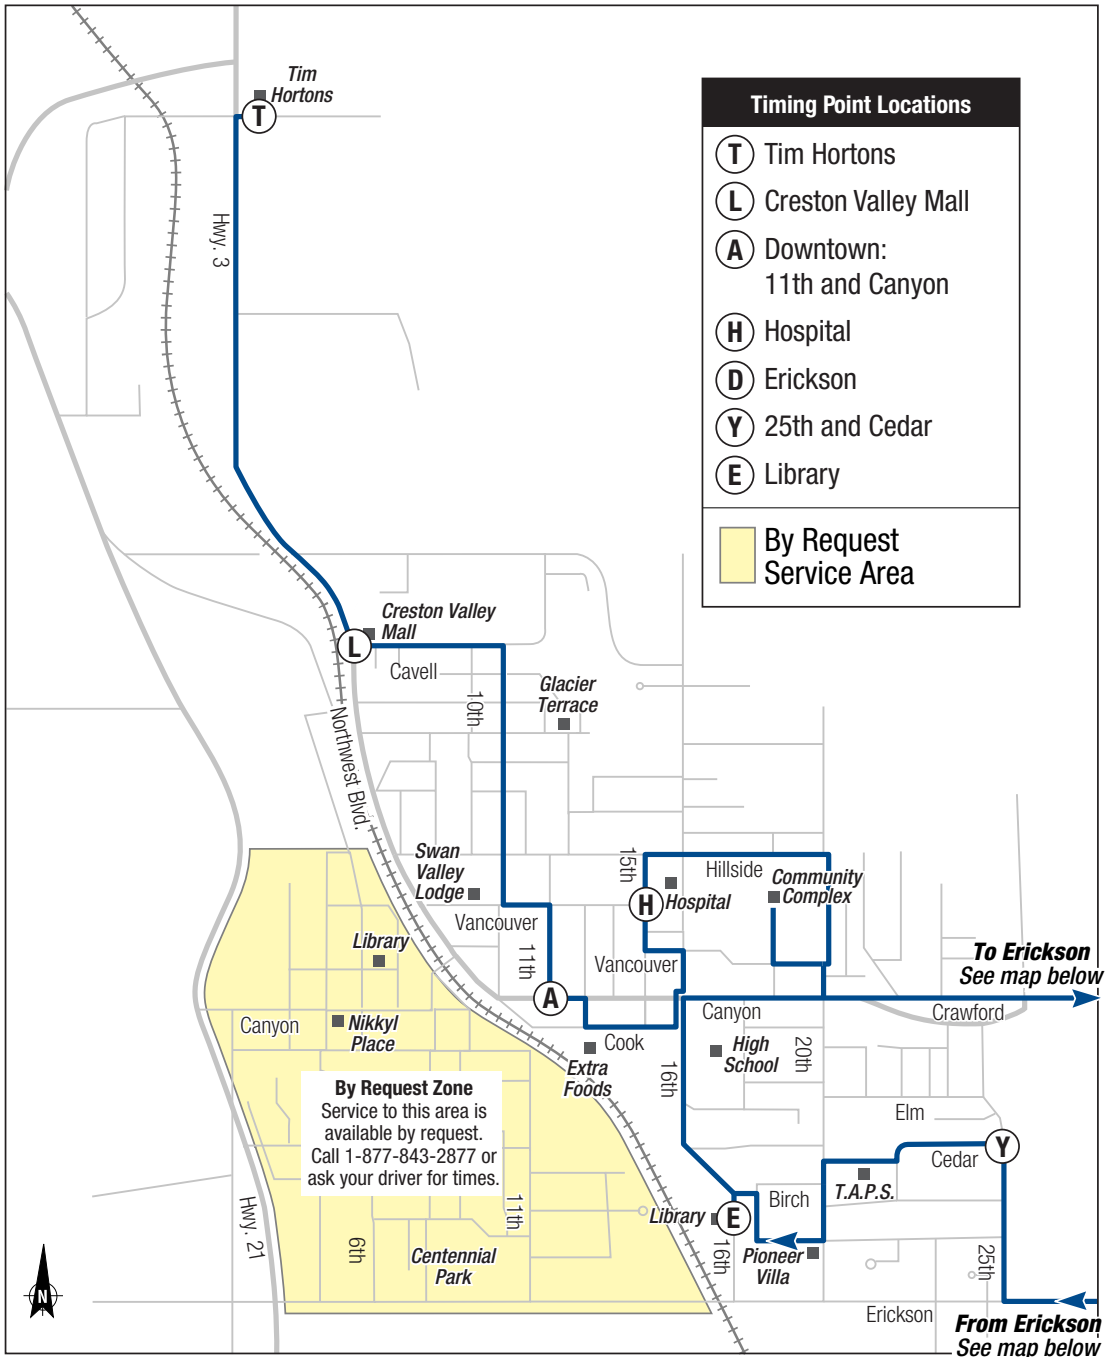 Tim
Hortons
T
Hwy. 3
Timing Point Locations
T Tim Hortons
L Creston Valley Mall
A Downtown:
11th and Canyon
H Hospital
D Erickson
Y 25th and Cedar
E Library
By Request
Service Area
Creston Valley
Mall
L
Cavell
10th
Glacier
Terrace
Northwest Blvd.
Swan
Valley
Lodge
Vancouver
11th
A
15th
Hillside
Community
Complex
H
Hospital
Vancouver
To Erickson
See map below
Canyon
Crawford
Library
Canyon
Nikkyl
Place
Cook
Extra
Foods
High
School
20th
16th
Elm
By Request Zone
Service to this area is
available by request.
Call 1-877-843-2877 or
ask your driver for times.
Y
Cedar
T.A.P.S.
Birch
Library
E
16th
Pioneer
Villa
25th
Hwy. 21
6th
11th
Centennial
Park
N
Erickson
From Erickson
See map below